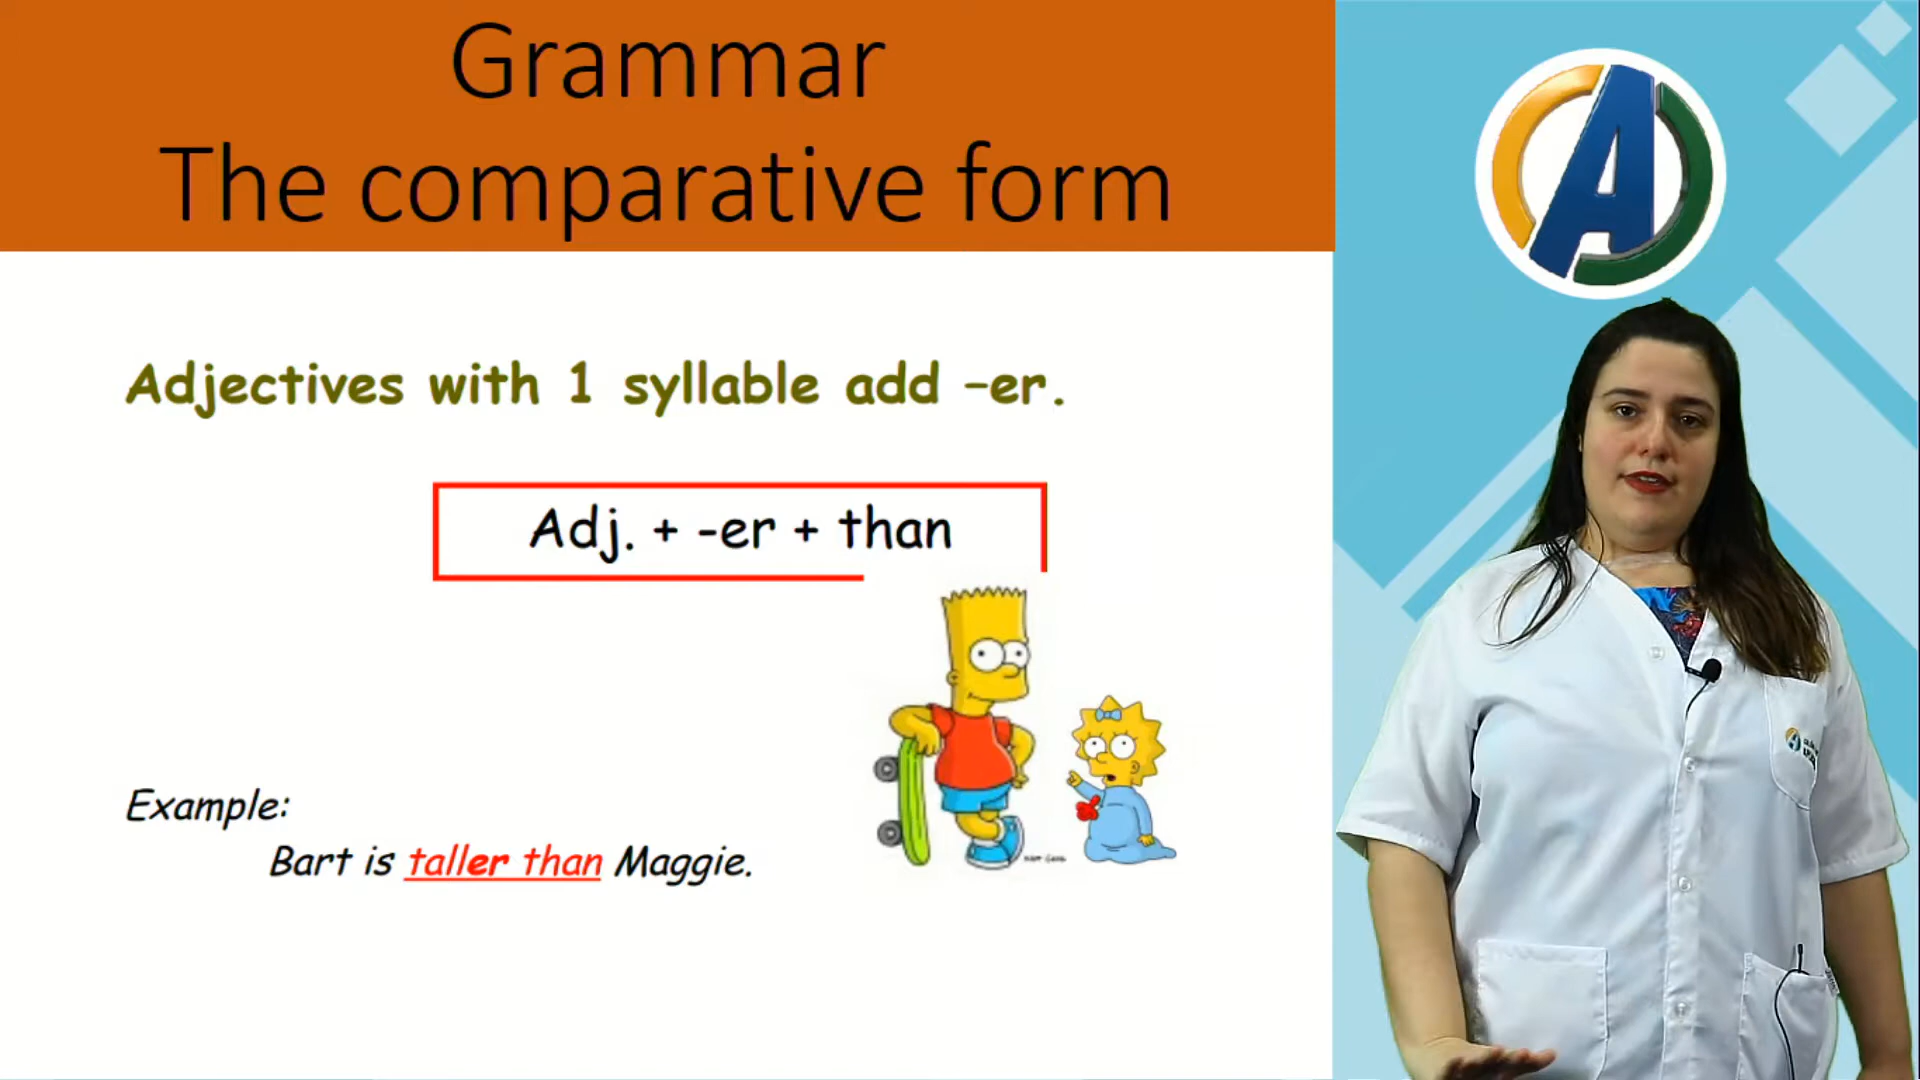 Grammar
The comparative form
Adjectives with 1 syllable add –er.
Adj. + -er + than
Example:
Bart is taller than Maggie.
A